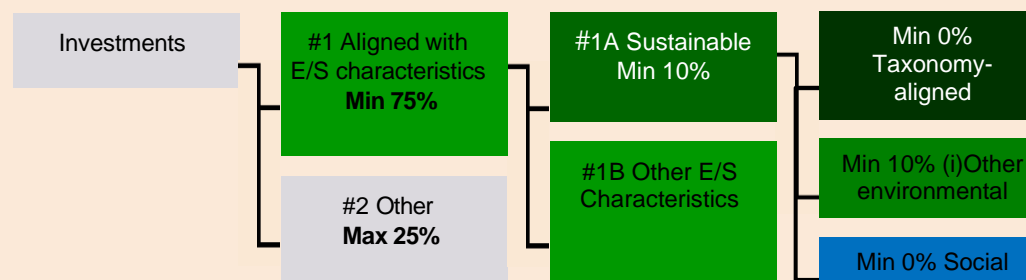 Investments
#1 Aligned with
E/S characteristics
Min 75%
#2 Other
Max 25%
#1A Sustainable
Min 10%
#1B Other E/S
Characteristics
Min 0%
Taxonomy-
aligned
Min 10% (i)Other
environmental
Min 0% Social